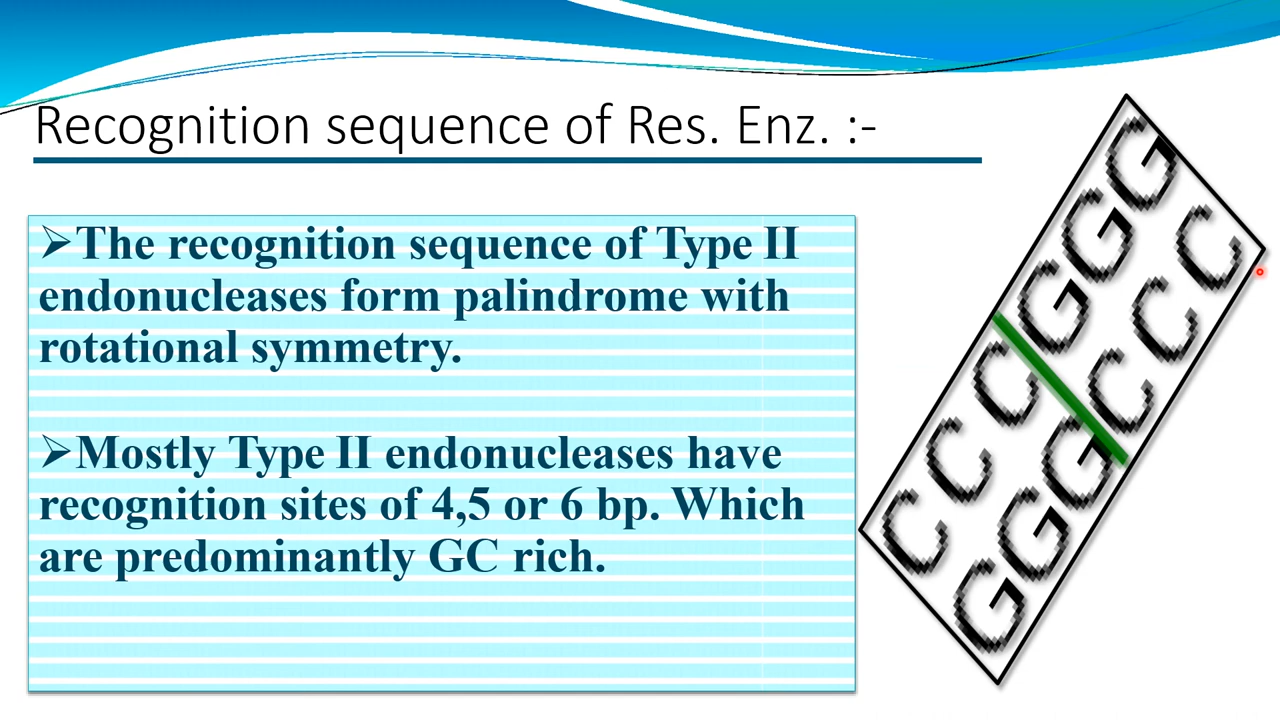 Recognition sequence of Res. Enz. :-
➢The recognition sequence of Type II
endonucleases form palindrome with
rotational symmetry.
➢Mostly Type II endonucleases have
recognition sites of 4,5 or 6 bp. Which
are predominantly GC rich.
CCCGGG
GGGCCC